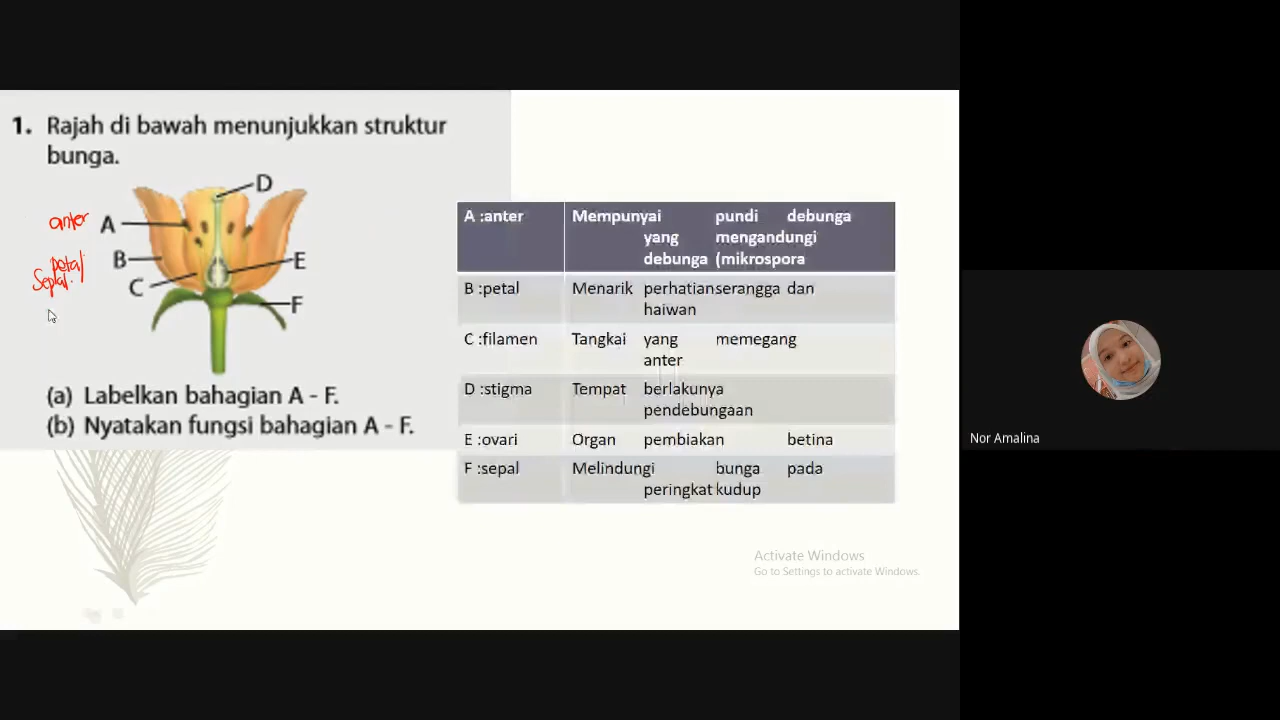 1. Rajah di bawah menunjukkan struktur
bunga.
D
anter A
B
petal
Sepal.
C
E
F
(a) Labelkan bahagian A - F.
(b) Nyatakan fungsi bahagian A - F.
A :anter Mempunyai pundi debunga
yang mengandungi
debunga (mikrospora
B :petal Menarik perhatian serangga dan
haiwan
C :filamen Tangkai yang memegang
anter
D :stigma Tempat berlakunya
pendebungaan
E :ovari Organ pembiakan betina
F :sepal Melindungi bunga pada
peringkat kudup
Activate Windows
Go to Settings to activate Windows.
Nor Amalina